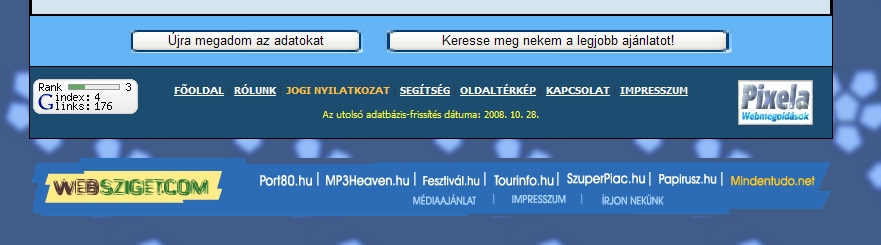 Újra megadom az adatokat Keresse meg nekem a legjobb ajánlatot!
Rank 3
Gindex: 4
links: 176
FŐOLDAL | RÓLUNK | JOGI NYILATKOZAT | SEGÍTSÉG | OLDALTÉRKÉP | KAPCSOLAT | IMPRESSZUM
Az utolsó adatbázis-frissítés dátuma: 2008. 10. 28.
Pixela
Webmegoldások
WEBSZIGET.COM
Port80.hu | MP3Heaven.hu | Fesztivál.hu | Tourinfo.hu | SzuperPiac.hu | Papirusz.hu | Mindentudo.net
MÉDIAAJÁNLAT | IMPRESSZUM | ÍRJON NEKÜNK